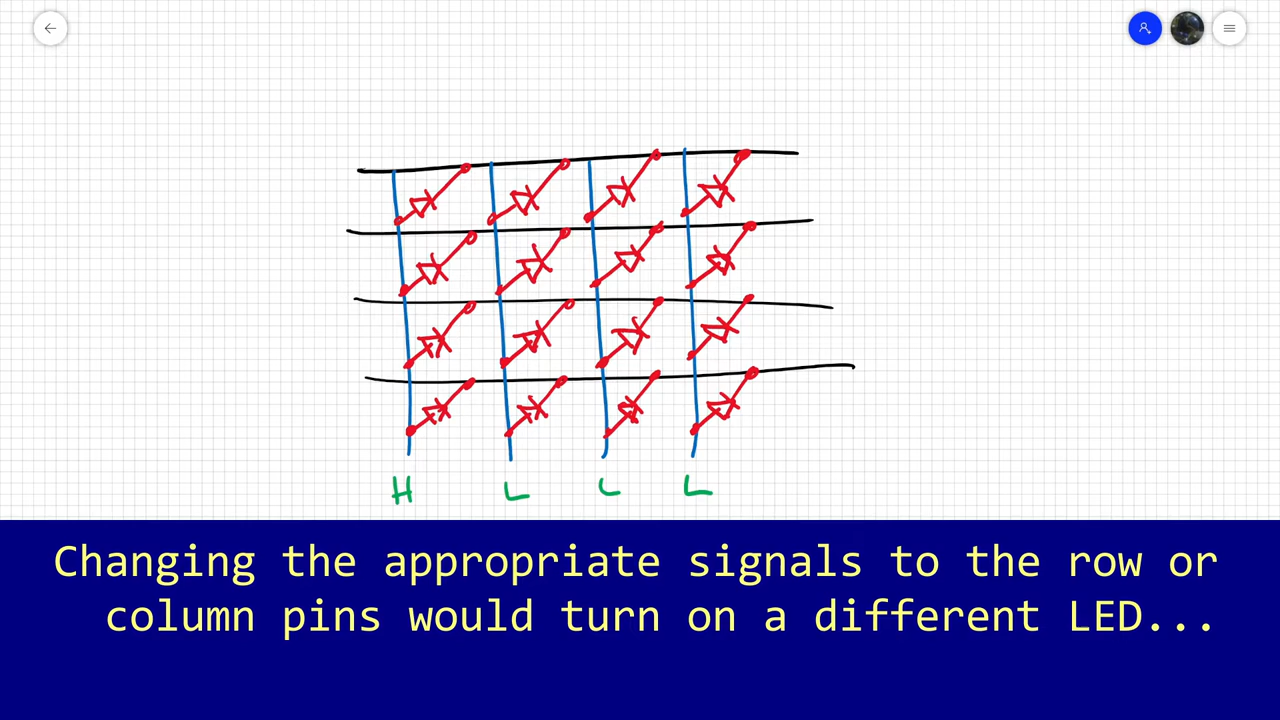 H L L L
Changing the appropriate signals to the row or
column pins would turn on a different LED...